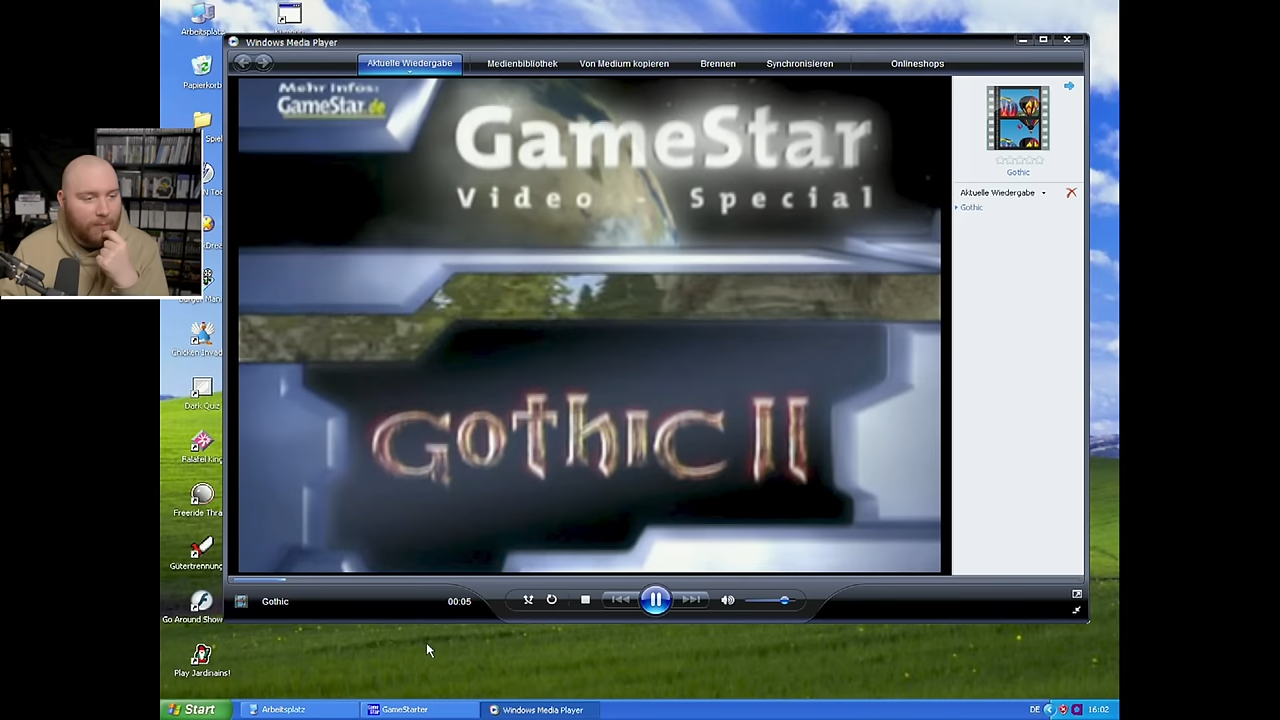 Arbeitsplatz
Windows Media Player
Aktuelle Wiedergabe
Medienbibliothek
Von Medium kopieren
Brennen
Synchronisieren
Onlineshops
Papierkorb
Mehr Infos:
GameStar.de
GameStar
Video - Special
Gothic
Aktuelle Wiedergabe
Gothic
Spiel
Gothic II
Chicken Invad
Dark Quiz
Freeride Thra
Gütertrennung
Gothic
00:05
Go Around Show
Play Jardinains!
Start
Arbeitsplatz
GameStarter
Windows Media Player
DE
16:02